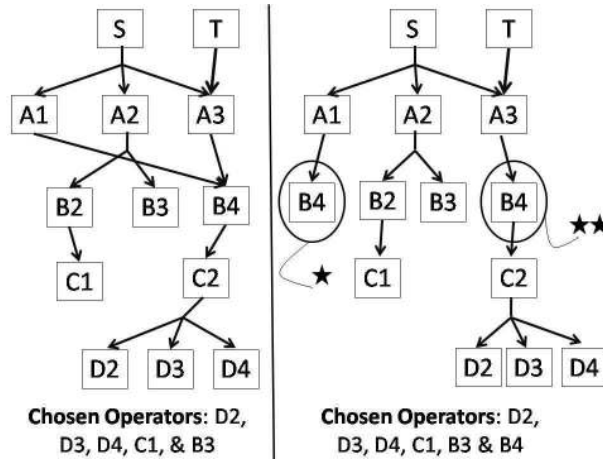 S T
A1 A2 A3
B2 B3 B4
C1 C2
D2 D3 D4
Chosen Operators: D2,
D3, D4, C1, & B3
S T
A1 A2 A3
B4 B2 B3 B4
★★
C1 C2
★
D2 D3 D4
Chosen Operators: D2,
D3, D4, C1, B3 & B4